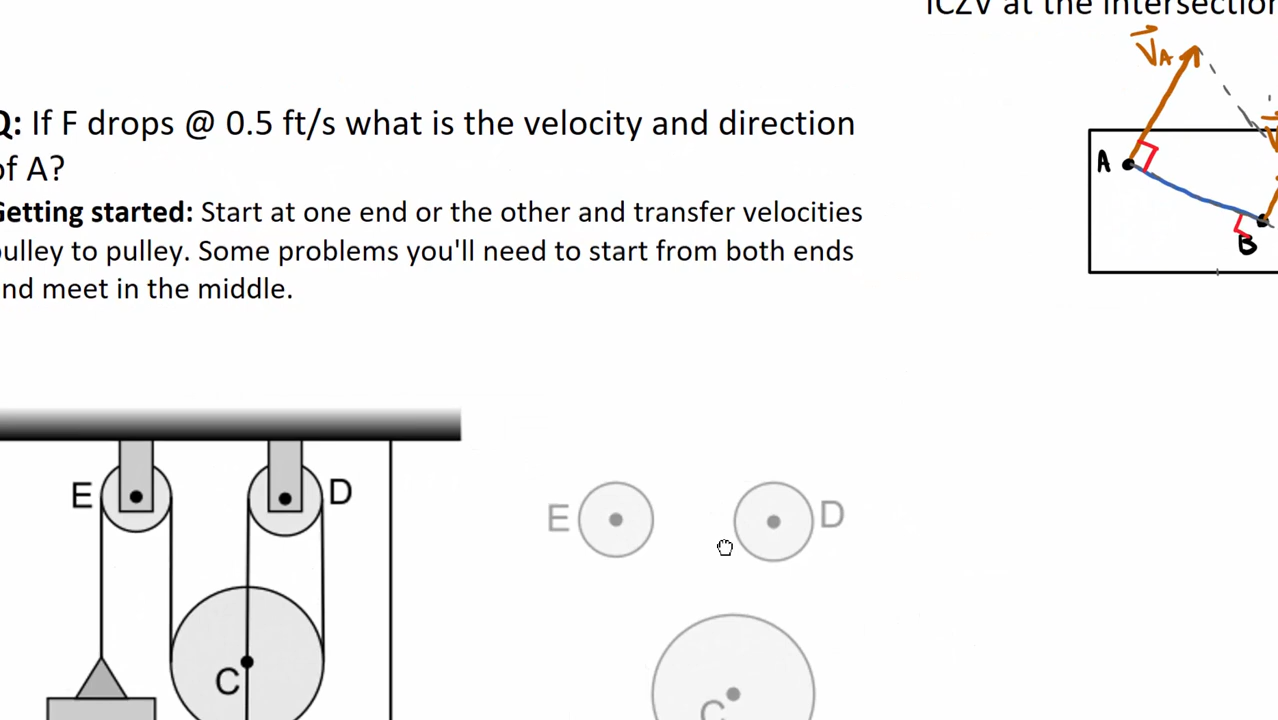 ICZV at the intersection
Q: If F drops @ 0.5 ft/s what is the velocity and direction
of A?
Getting started: Start at one end or the other and transfer velocities
pulley to pulley. Some problems you'll need to start from both ends
and meet in the middle.
VA
A
B
E
D
C
E
D
C